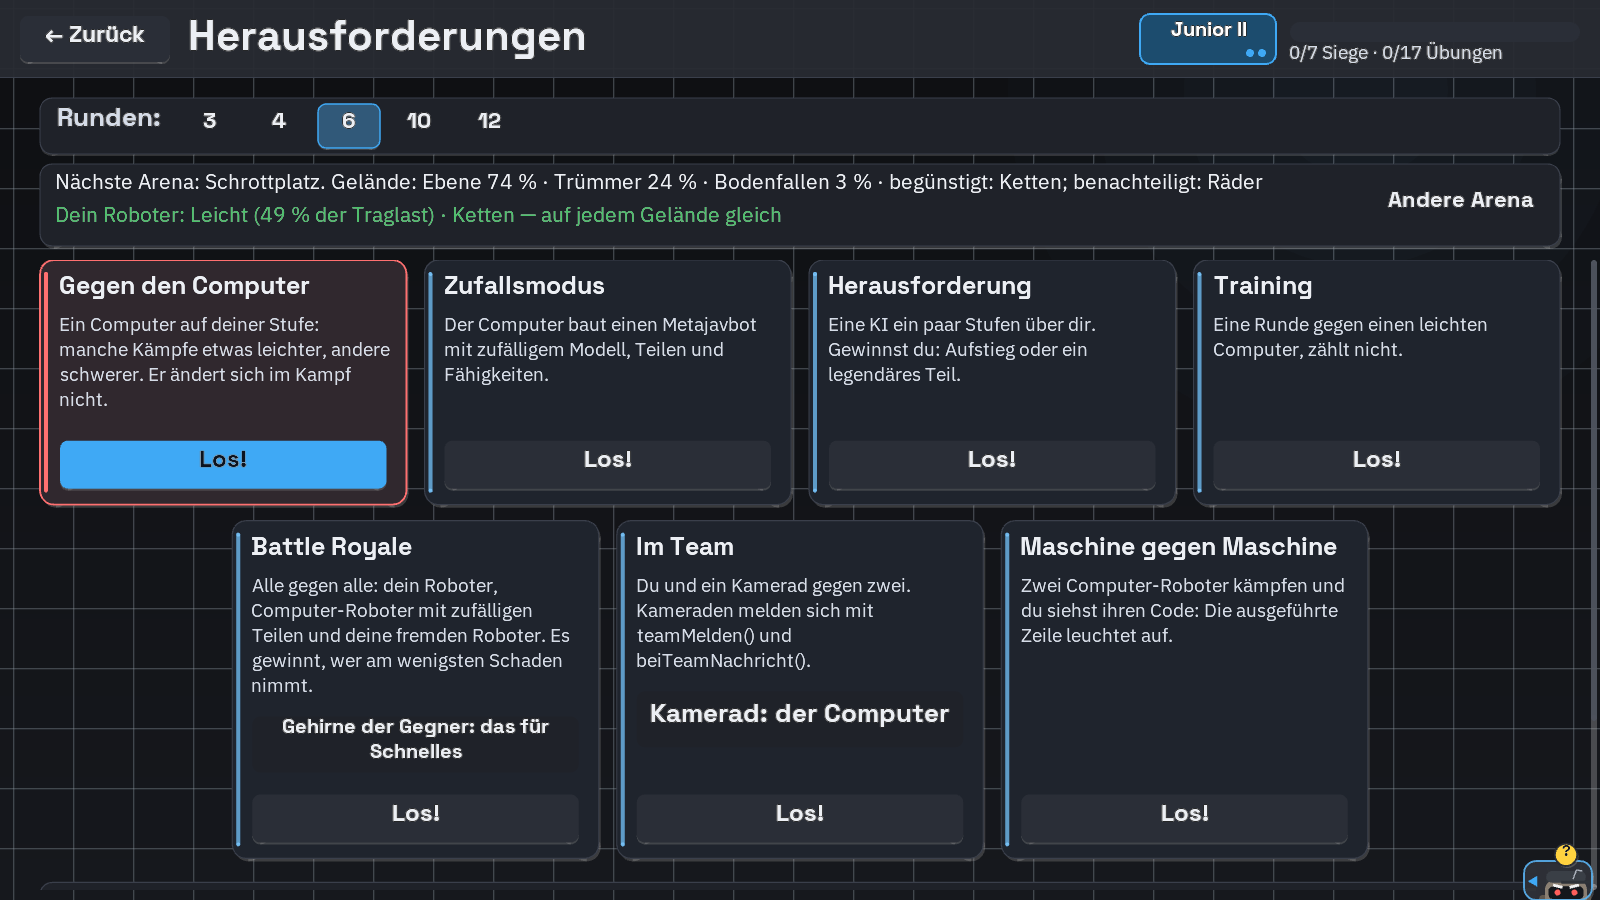 ← Zurück
Herausforderungen
Junior II
0/7 Siege · 0/17 Übungen
Runden: 3 4 6 10 12
Nächste Arena: Schrottplatz. Gelände: Ebene 74 % · Trümmer 24 % · Bodenfallen 3 % · begünstigt: Ketten; benachteiligt: Räder
Dein Roboter: Leicht (49 % der Traglast) · Ketten — auf jedem Gelände gleich
Andere Arena
Gegen den Computer
Ein Computer auf deiner Stufe:
manche Kämpfe etwas leichter, andere
schwerer. Er ändert sich im Kampf
nicht.
Los!
Zufallsmodus
Der Computer baut einen Metajavbot
mit zufälligem Modell, Teilen und
Fähigkeiten.
Los!
Herausforderung
Eine KI ein paar Stufen über dir.
Gewinnst du: Aufstieg oder ein
legendäres Teil.
Los!
Training
Eine Runde gegen einen leichten
Computer, zählt nicht.
Los!
Battle Royale
Alle gegen alle: dein Roboter,
Computer-Roboter mit zufälligen
Teilen und deine fremden Roboter. Es
gewinnt, wer am wenigsten Schaden
nimmt.
Gehirne der Gegner: das für
Schnelles
Los!
Im Team
Du und ein Kamerad gegen zwei.
Kameraden melden sich mit
teamMelden() und
beiTeamNachricht().
Kamerad: der Computer
Los!
Maschine gegen Maschine
Zwei Computer-Roboter kämpfen und
du siehst ihren Code: Die ausgeführte
Zeile leuchtet auf.
Los!
?